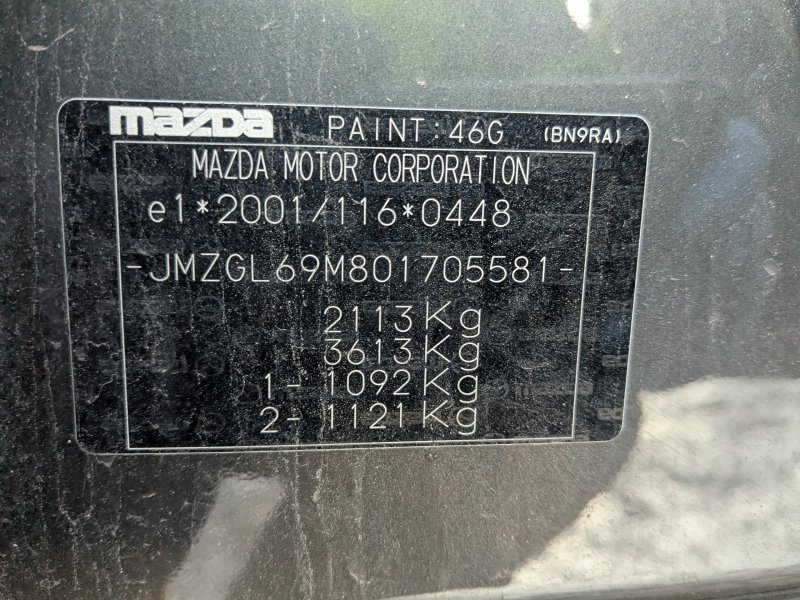 mazda PAINT:46G (BN9RA)
MAZDA MOTOR CORPORATION
e1*2001/116*0448
-JMZGL69M801705581-
2113Kg
3613Kg
1- 1092Kg
2- 1121Kg